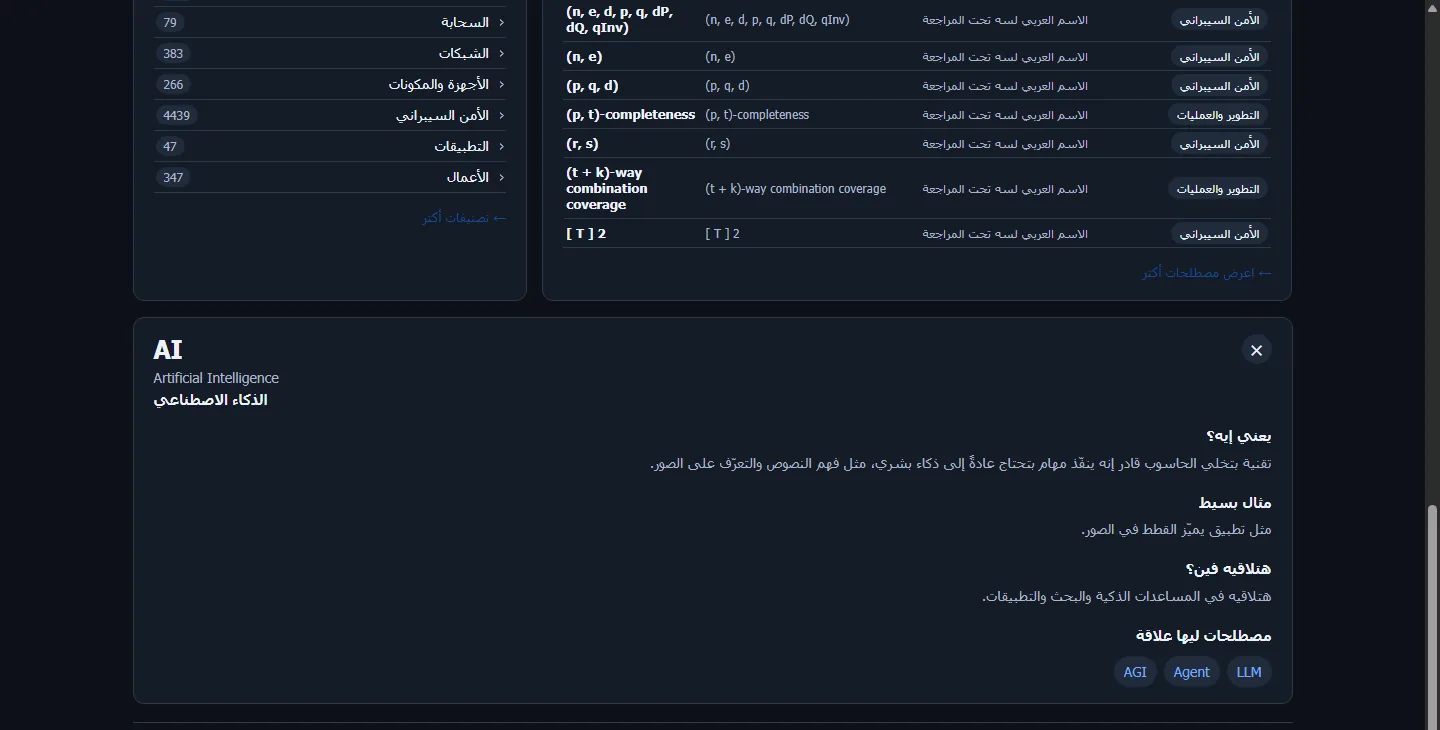 السحابة 79
الشبكات 383
الأجهزة والمكونات 266
الأمن السيبراني 4439
التطبيقات 47
الأعمال 347
← تصنيفات أكتر
(n, e, d, p, q, dP, dQ, qInv) (n, e, d, p, q, dP, dQ, qInv) الاسم العربي لسه تحت المراجعة الأمن السيبراني
(n, e) (n, e) الاسم العربي لسه تحت المراجعة الأمن السيبراني
(p, q, d) (p, q, d) الاسم العربي لسه تحت المراجعة الأمن السيبراني
(p, t)-completeness (p, t)-completeness الاسم العربي لسه تحت المراجعة التطوير والعمليات
(r, s) (r, s) الاسم العربي لسه تحت المراجعة الأمن السيبراني
(t + k)-way combination coverage (t + k)-way combination coverage الاسم العربي لسه تحت المراجعة التطوير والعمليات
[ T ] 2 [ T ] 2 الاسم العربي لسه تحت المراجعة الأمن السيبراني
← اعرض مصطلحات أكتر
AI
Artificial Intelligence
الذكاء الاصطناعي
يعني إيه؟
تقنية بتخلي الحاسوب قادر إنه ينفّذ مهام بتحتاج عادةً إلى ذكاء بشري، مثل فهم النصوص والتعرّف على الصور.
مثال بسيط
مثل تطبيق يميّز القطط في الصور.
هتلاقيه فين؟
هتلاقيه في المساعدات الذكية والبحث والتطبيقات.
مصطلحات ليها علاقة
LLM Agent AGI